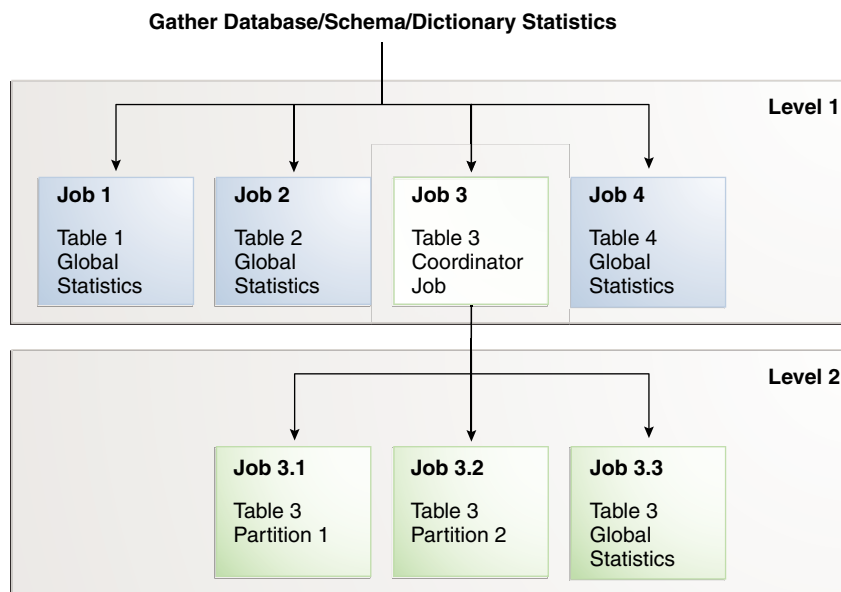 Gather Database/Schema/Dictionary Statistics
Level 1
Job 1
Table 1
Global
Statistics
Job 2
Table 2
Global
Statistics
Job 3
Table 3
Coordinator
Job
Job 4
Table 4
Global
Statistics
Level 2
Job 3.1
Table 3
Partition 1
Job 3.2
Table 3
Partition 2
Job 3.3
Table 3
Global
Statistics